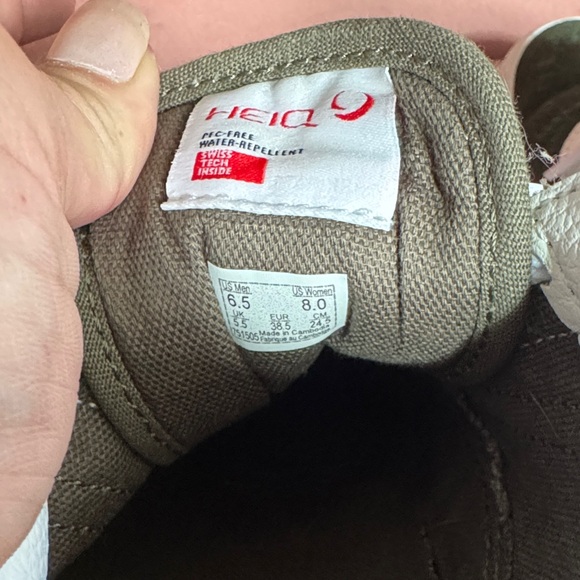 HEIQ
PFC-FREE
WATER-REPELLENT
SWISS
TECH
INSIDE
US Men US Women
6.5 8.0
UK EUR CM
5.5 38.5 24.5
Made in Cambodia
Fabriqué au Cambodge